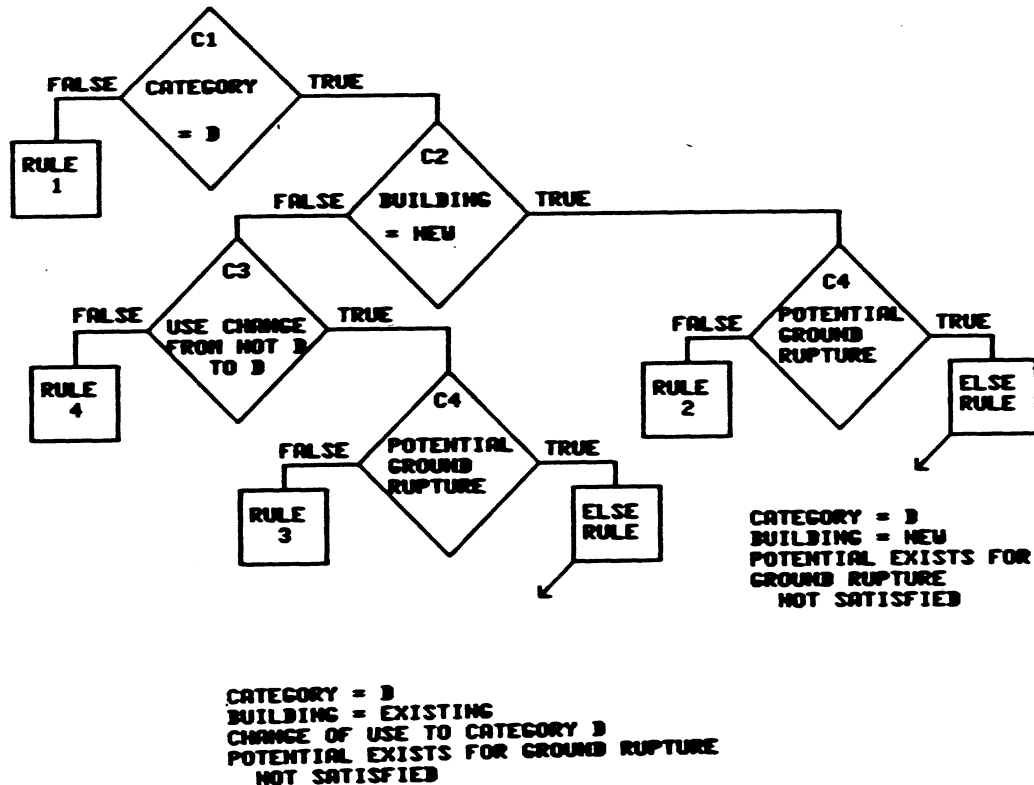 C1
FALSE
CATEGORY
= D
TRUE
RULE
1
C2
FALSE
BUILDING
= NEW
TRUE
C3
FALSE
USE CHANGE
FROM NOT D
TO D
TRUE
C4
FALSE
POTENTIAL
GROUND
RUPTURE
TRUE
RULE
4
RULE
2
ELSE
RULE
C4
FALSE
POTENTIAL
GROUND
RUPTURE
TRUE
RULE
3
ELSE
RULE
CATEGORY = D
BUILDING = NEW
POTENTIAL EXISTS FOR
GROUND RUPTURE
NOT SATISFIED
CATEGORY = D
BUILDING = EXISTING
CHANGE OF USE TO CATEGORY D
POTENTIAL EXISTS FOR GROUND RUPTURE
NOT SATISFIED